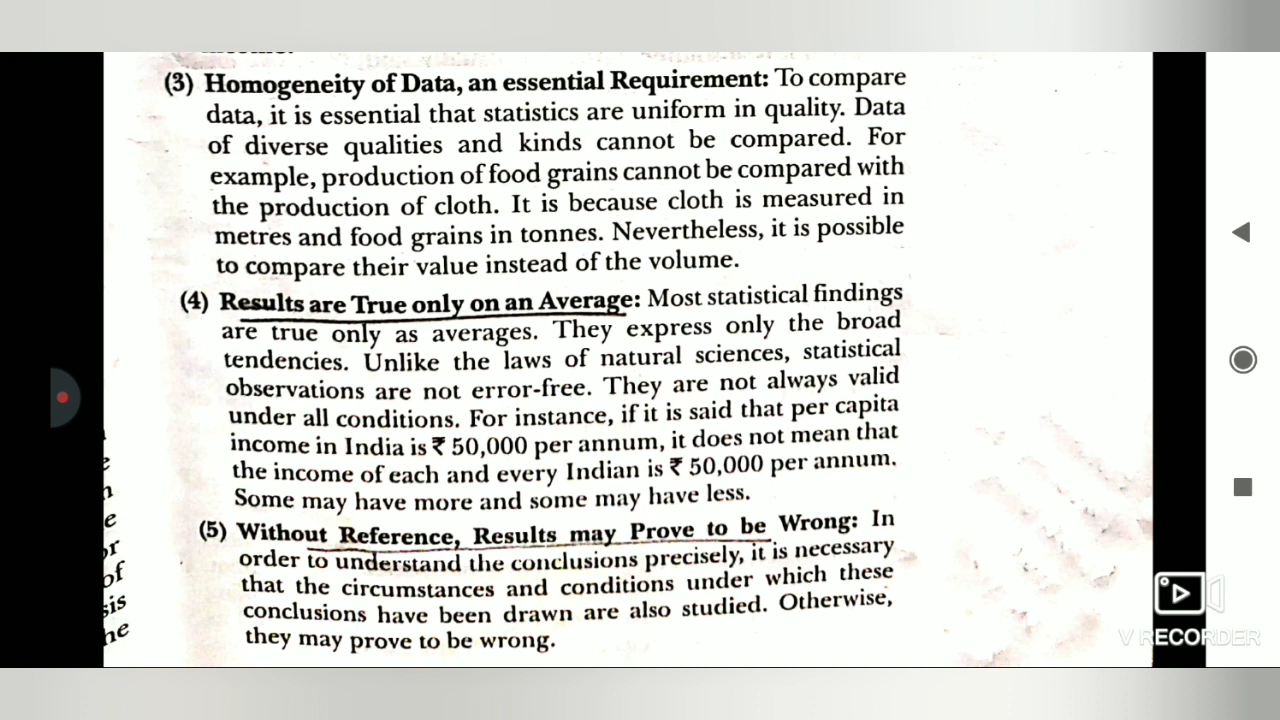 (3) Homogeneity of Data, an essential Requirement: To compare
data, it is essential that statistics are uniform in quality. Data
of diverse qualities and kinds cannot be compared. For
example, production of food grains cannot be compared with
the production of cloth. It is because cloth is measured in
metres and food grains in tonnes. Nevertheless, it is possible
to compare their value instead of the volume.
(4) Results are True only on an Average: Most statistical findings
are true only as averages. They express only the broad
tendencies. Unlike the laws of natural sciences, statistical
observations are not error-free. They are not always valid
under all conditions. For instance, if it is said that per capita
income in India is ₹ 50,000 per annum, it does not mean that
the income of each and every Indian is ₹ 50,000 per annum.
Some may have more and some may have less.
(5) Without Reference, Results may Prove to be Wrong: In
order to understand the conclusions precisely, it is necessary
that the circumstances and conditions under which these
conclusions have been drawn are also studied. Otherwise,
they may prove to be wrong.
of
sis
he
V RECORDER